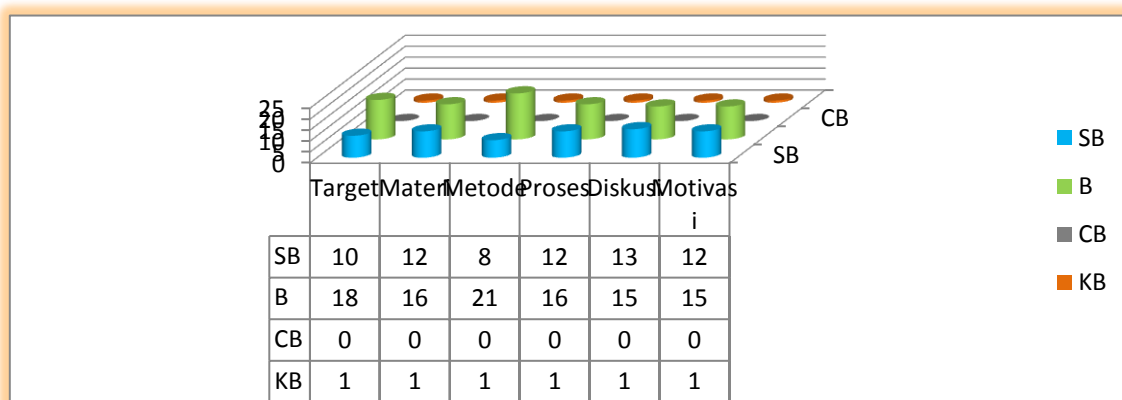 25
20
15
10
5
0
CB
SB
Target Materi Metode Proses Diskusi Motivas
i
SB 10 12 8 12 13 12
B 18 16 21 16 15 15
CB 0 0 0 0 0 0
KB 1 1 1 1 1 1
SB
B
CB
KB